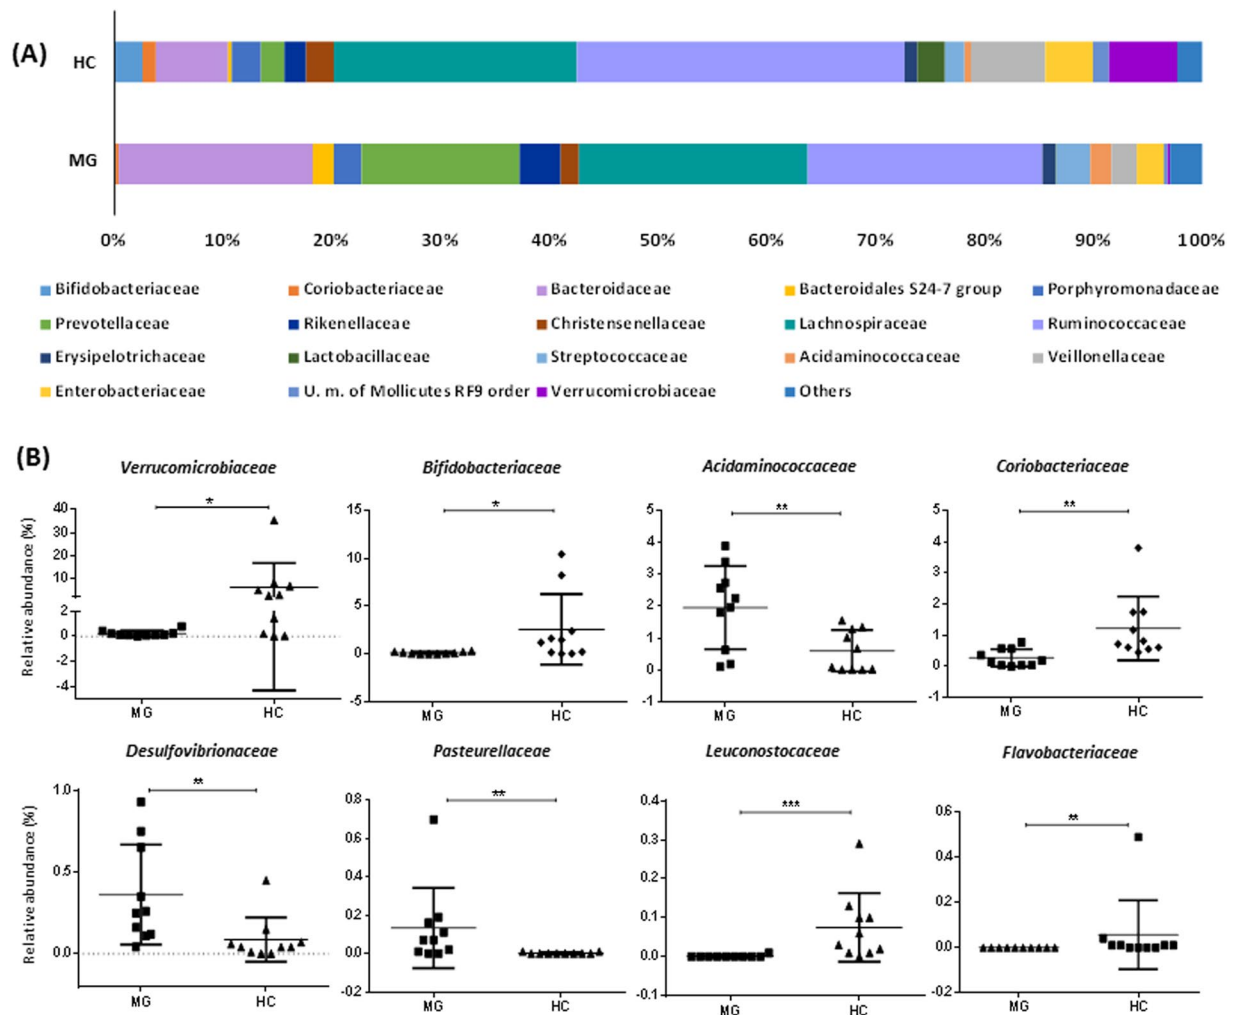 (A)
HC
MG
0% 10% 20% 30% 40% 50% 60% 70% 80% 90% 100%
Bifidobacteriaceae Coriobacteriaceae Bacteroidaceae Bacteroidales S24-7 group Porphyromonadaceae
Prevotellaceae Rikenellaceae Christensenellaceae Lachnospiraceae Ruminococcaceae
Erysipelotrichaceae Lactobacillaceae Streptococcaceae Acidaminococcaceae Veillonellaceae
Enterobacteriaceae U. m. of Mollicutes RF9 order Verrucomicrobiaceae Others
(B)
Verrucomicrobiaceae
Relative abundance (%)
40
30
20
10
2
0
-2
-4
*
MG HC
Bifidobacteriaceae
15
10
5
0
-5
*
MG HC
Acidaminococcaceae
5
4
3
2
1
0
-1
**
MG HC
Coriobacteriaceae
5
4
3
2
1
0
-1
**
MG HC
Desulfovibrionaceae
Relative abundance (%)
1.0
0.5
0.0
**
MG HC
Pasteurellaceae
0.8
0.6
0.4
0.2
0.0
-0.2
**
MG HC
Leuconostocaceae
0.4
0.3
0.2
0.1
0.0
-0.1
***
MG HC
Flavobacteriaceae
0.6
0.4
0.2
0.0
-0.2
**
MG HC